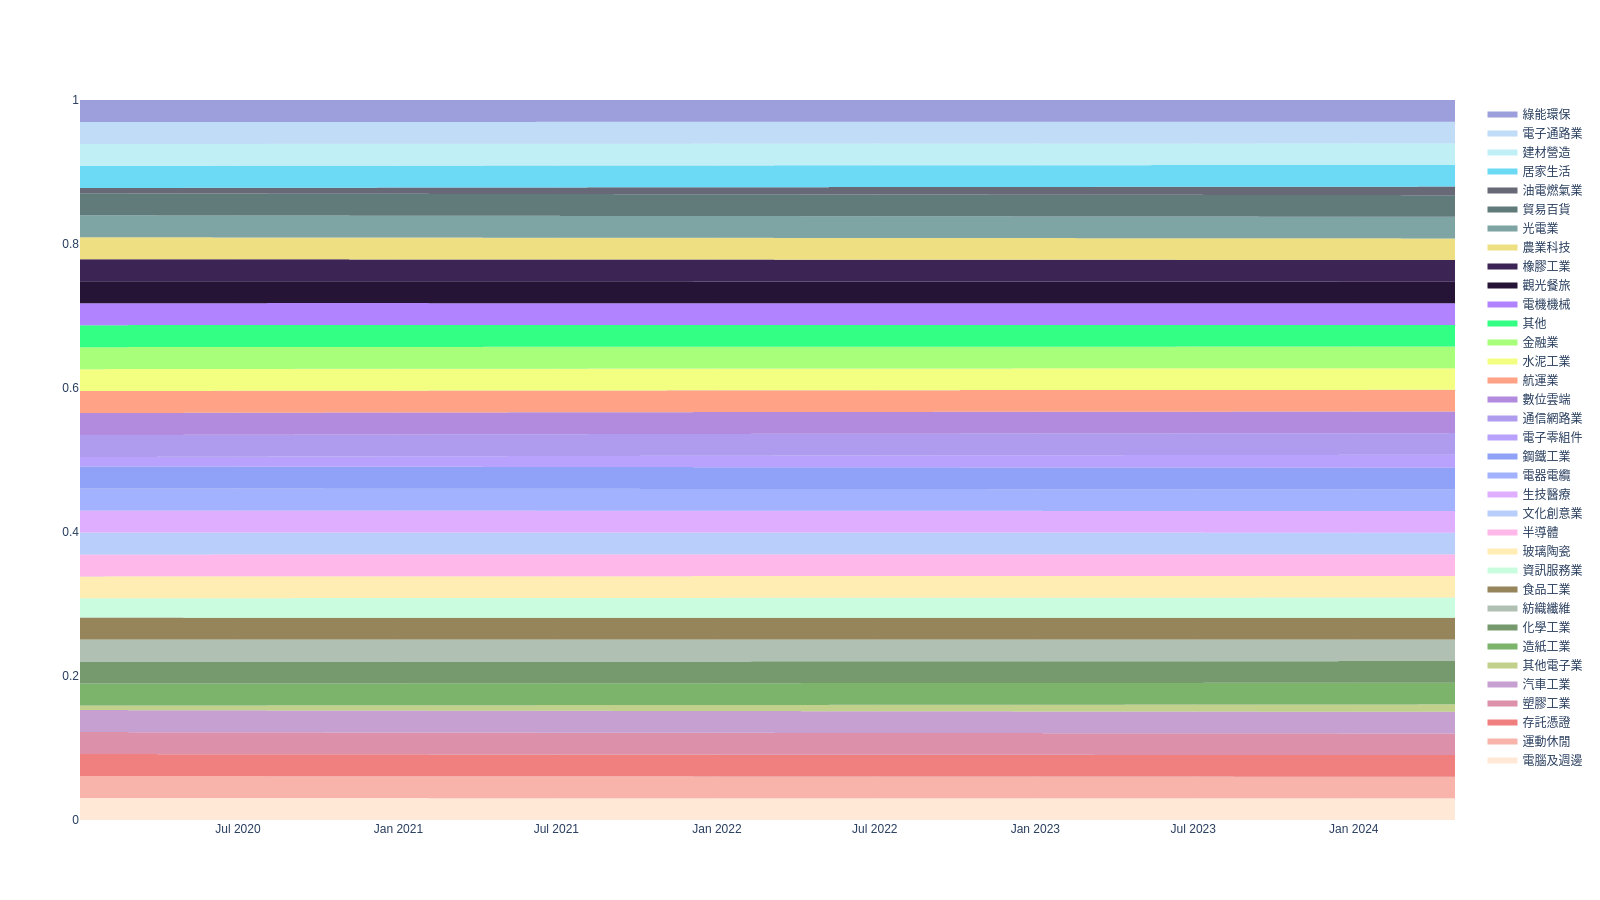 1
0.8
0.6
0.4
0.2
0
Jul 2020
Jan 2021
Jul 2021
Jan 2022
Jul 2022
Jan 2023
Jul 2023
Jan 2024
綠能環保
電子通路業
建材營造
居家生活
油電燃氣業
貿易百貨
光電業
農業科技
橡膠工業
觀光餐旅
電機機械
其他
金融業
水泥工業
航運業
數位雲端
通信網路業
電子零組件
鋼鐵工業
電器電纜
生技醫療
文化創意業
半導體
玻璃陶瓷
資訊服務業
食品工業
紡織纖維
化學工業
造紙工業
其他電子業
汽車工業
塑膠工業
存託憑證
運動休閒
電腦及週邊